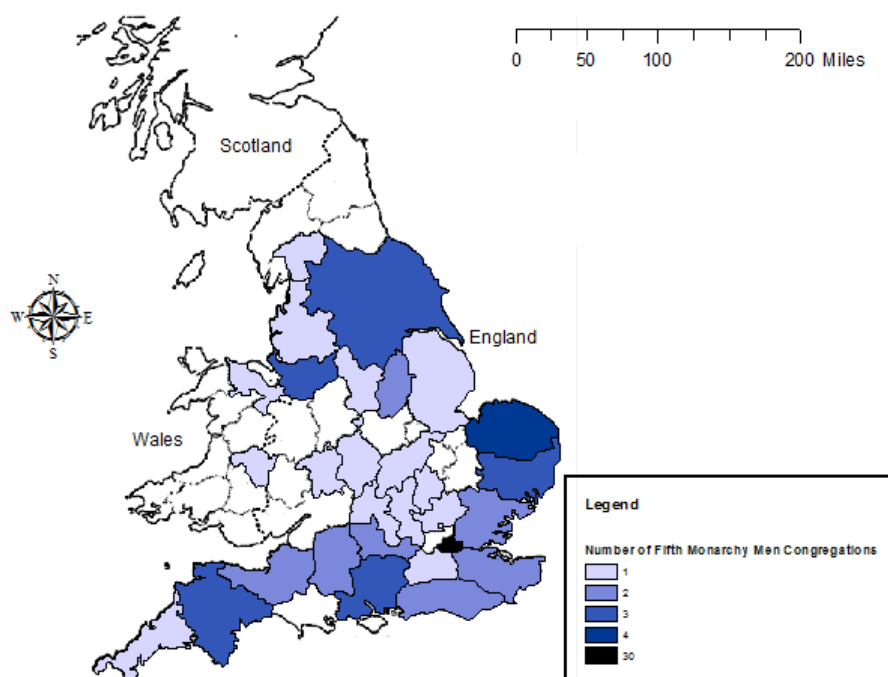 0 50 100 200 Miles
Scotland
N
W E
S
England
Wales
Legend
Number of Fifth Monarchy Men Congregations
1
2
3
4
30